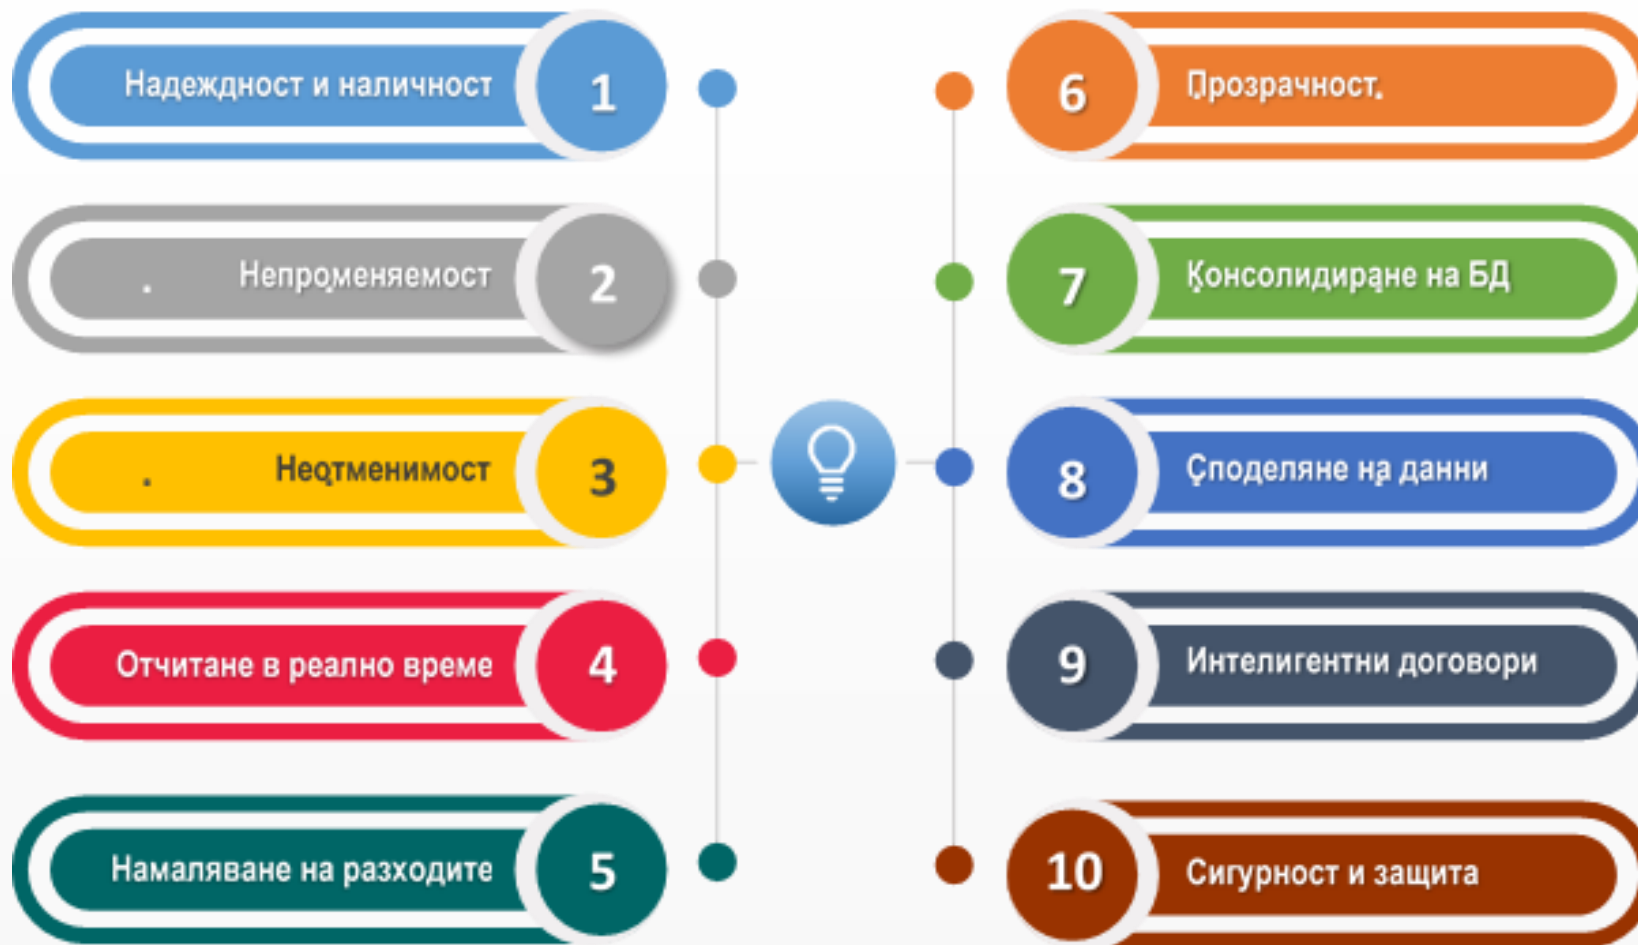 Надеждност и наличност
1
Непроменяемост
2
Неотменимост
3
Отчитане в реално време
4
Намаляване на разходите
5
6
Прозрачност.
7
Консолидиране на БД
8
Споделяне на данни
9
Интелигентни договори
10
Сигурност и защита